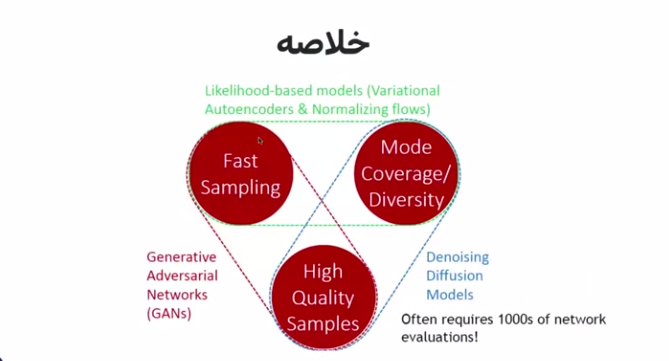 خلاصه
Likelihood-based models (Variational
Autoencoders & Normalizing flows)
Fast
Sampling
Mode
Coverage/
Diversity
Generative
Adversarial
Networks
(GANs)
High
Quality
Samples
Denoising
Diffusion
Models
Often requires 1000s of network
evaluations!